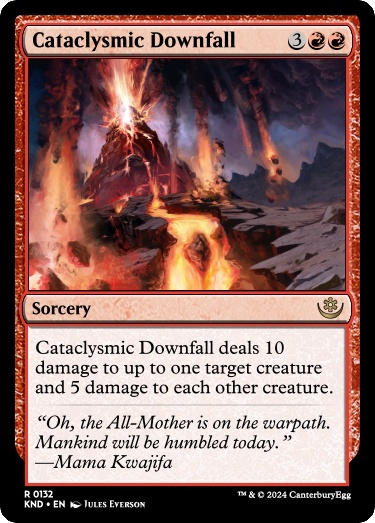 Cataclysmic Downfall 3
Sorcery
Cataclysmic Downfall deals 10
damage to up to one target creature
and 5 damage to each other creature.
“Oh, the All-Mother is on the warpath.
Mankind will be humbled today.”
—Mama Kwajifa
R 0132
KND • EN Jules Everson
™ & © 2024 CanterburyEgg